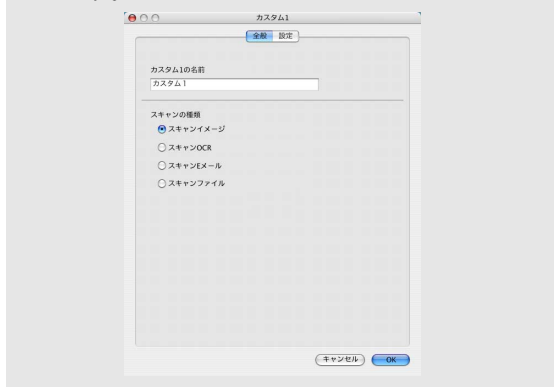 カスタム1
全般 設定
カスタム1の名前
カスタム1
スキャンの種類
スキャンイメージ
スキャンOCR
スキャンEメール
スキャンファイル
キャンセル OK